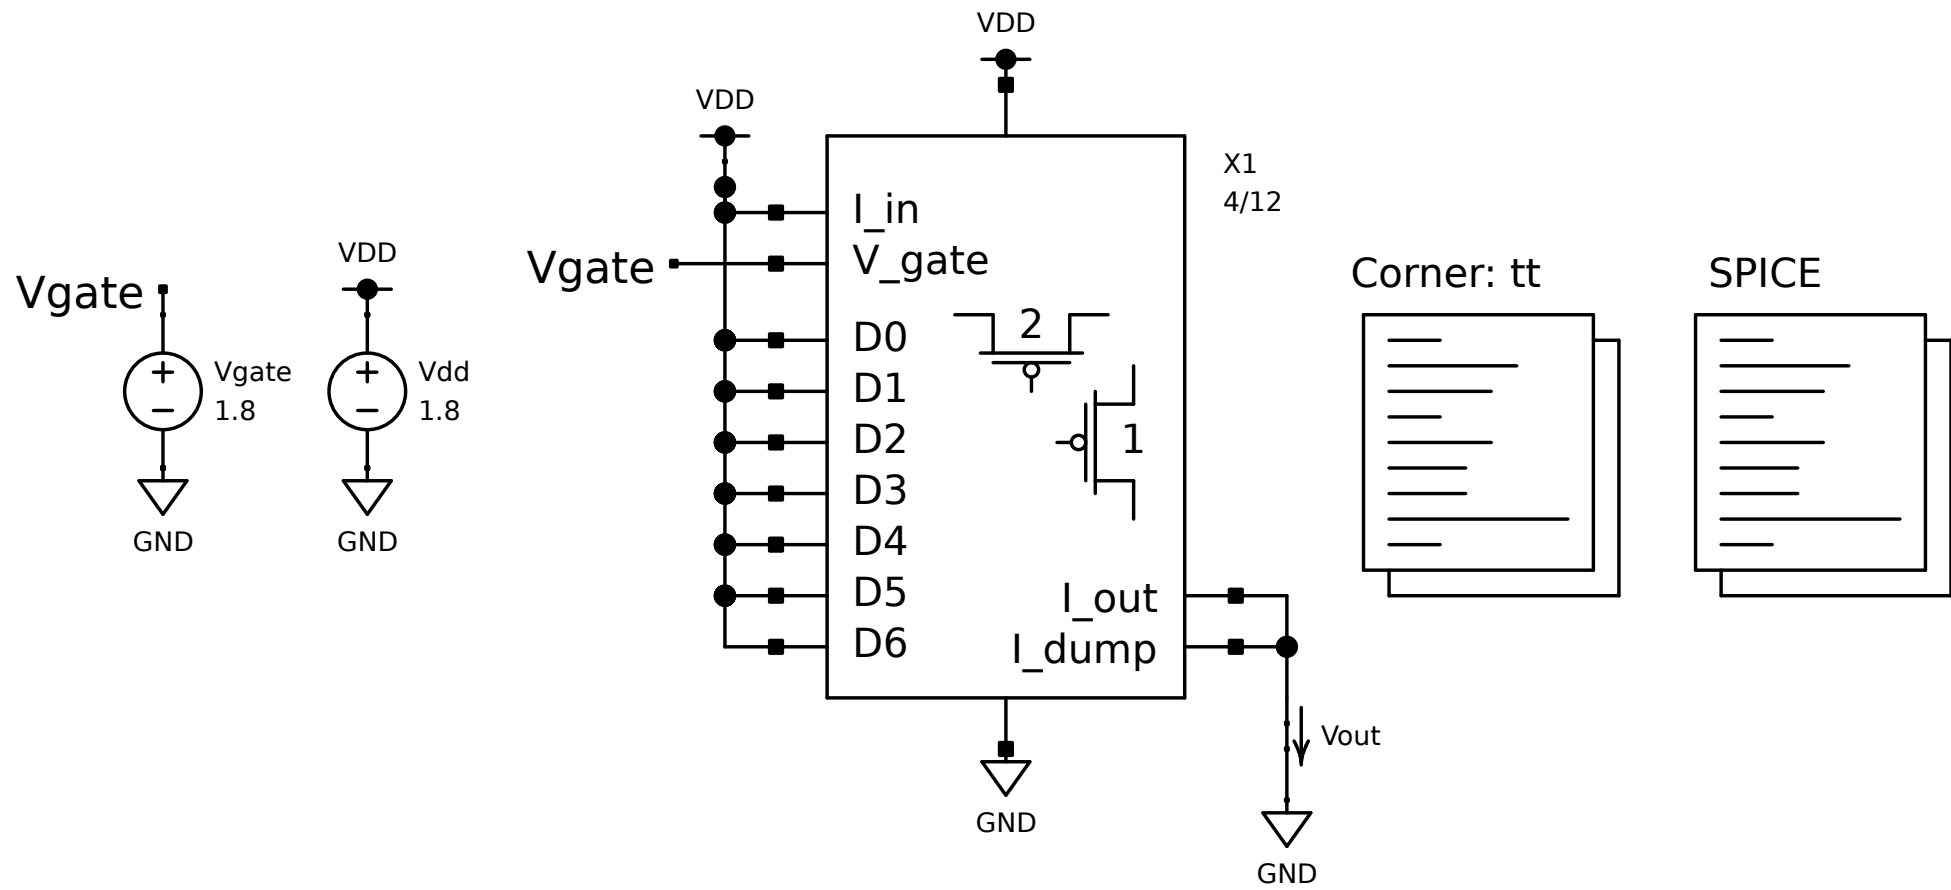 VDD
VDD
X1
4/12
I_in
V_gate
Vgate
VDD
Vgate
Corner: tt
SPICE
2
D0
D1
D2
D3
D4
D5
D6
1
Vgate
1.8
Vdd
1.8
GND
GND
I_out
I_dump
Vout
GND
GND